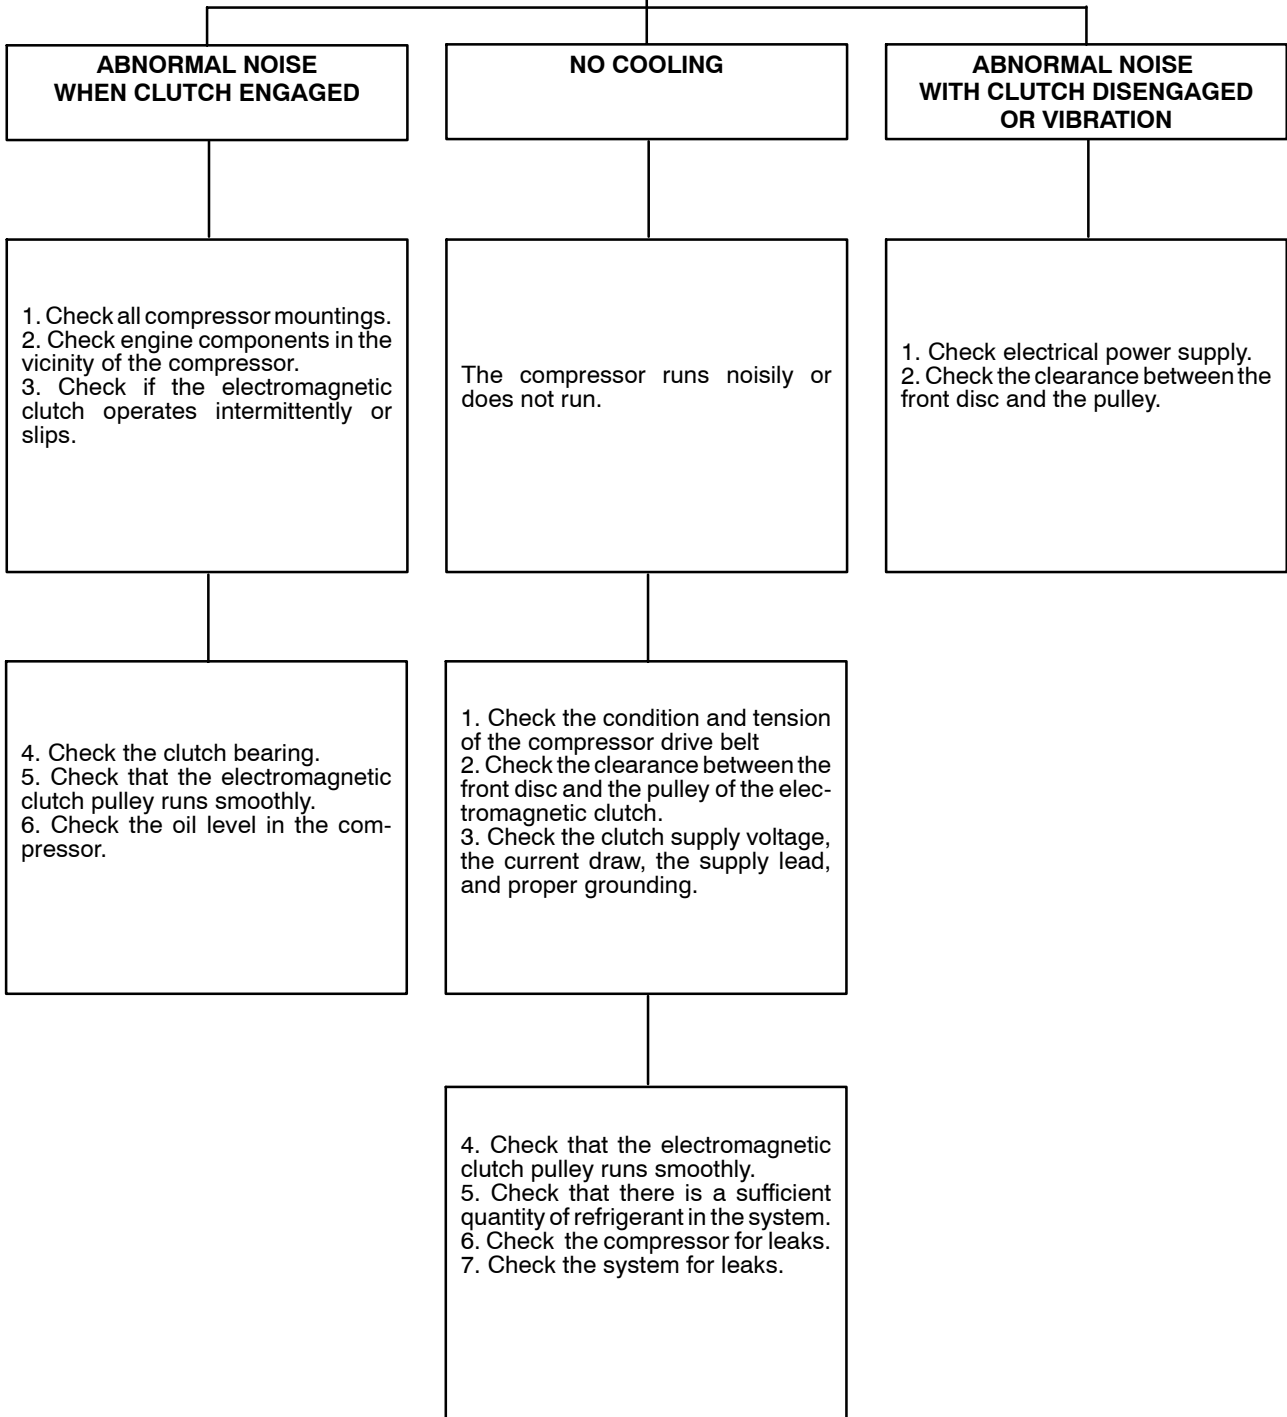 ABNORMAL NOISE
WHEN CLUTCH ENGAGED
NO COOLING
ABNORMAL NOISE
WITH CLUTCH DISENGAGED
OR VIBRATION
1. Check all compressor mountings.
2. Check engine components in the
vicinity of the compressor.
3. Check if the electromagnetic
clutch operates intermittently or
slips.
The compressor runs noisily or
does not run.
1. Check electrical power supply.
2. Check the clearance between the
front disc and the pulley.
4. Check the clutch bearing.
5. Check that the electromagnetic
clutch pulley runs smoothly.
6. Check the oil level in the com-
pressor.
1. Check the condition and tension
of the compressor drive belt
2. Check the clearance between the
front disc and the pulley of the elec-
tromagnetic clutch.
3. Check the clutch supply voltage,
the current draw, the supply lead,
and proper grounding.
4. Check that the electromagnetic
clutch pulley runs smoothly.
5. Check that there is a sufficient
quantity of refrigerant in the system.
6. Check the compressor for leaks.
7. Check the system for leaks.